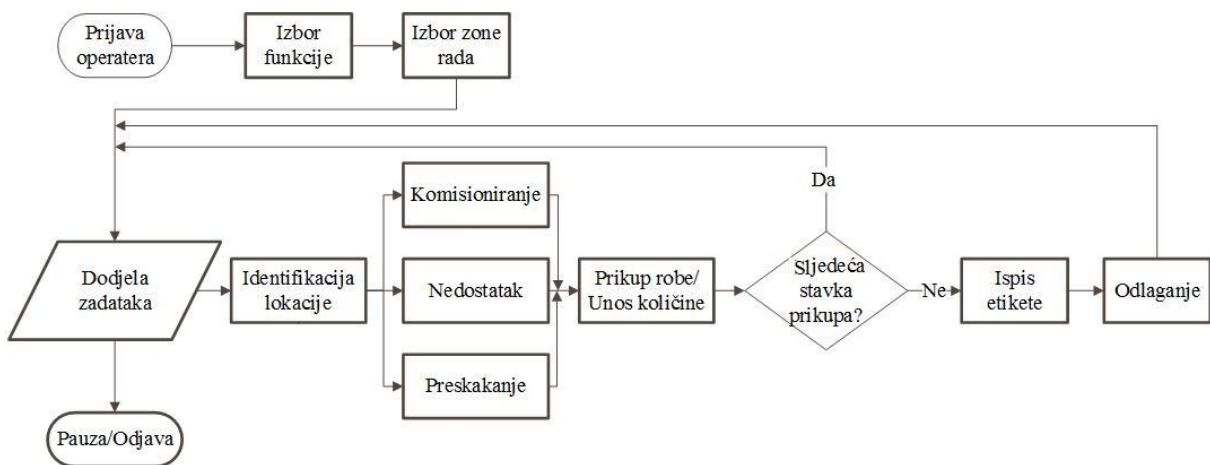 Prijava
operatera
Izbor
funkcije
Izbor zone
rada
Dodjela
zadataka
Identifikacija
lokacije
Komisioniranje
Nedostatak
Preskakanje
Prikup robe/
Unos količine
Da
Sljedeća
stavka
prikupa?
Ne
Ispis
etikete
Odlaganje
Pauza/Odjava